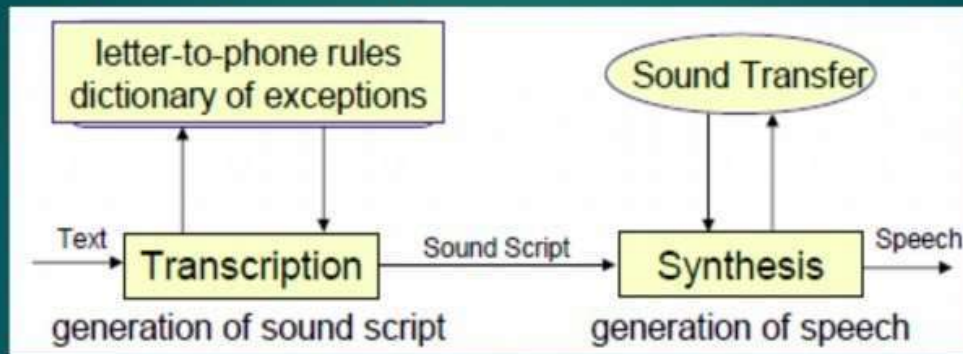 letter-to-phone rules
dictionary of exceptions
Sound Transfer
Text
Transcription
Sound Script
Synthesis
Speech
generation of sound script
generation of speech